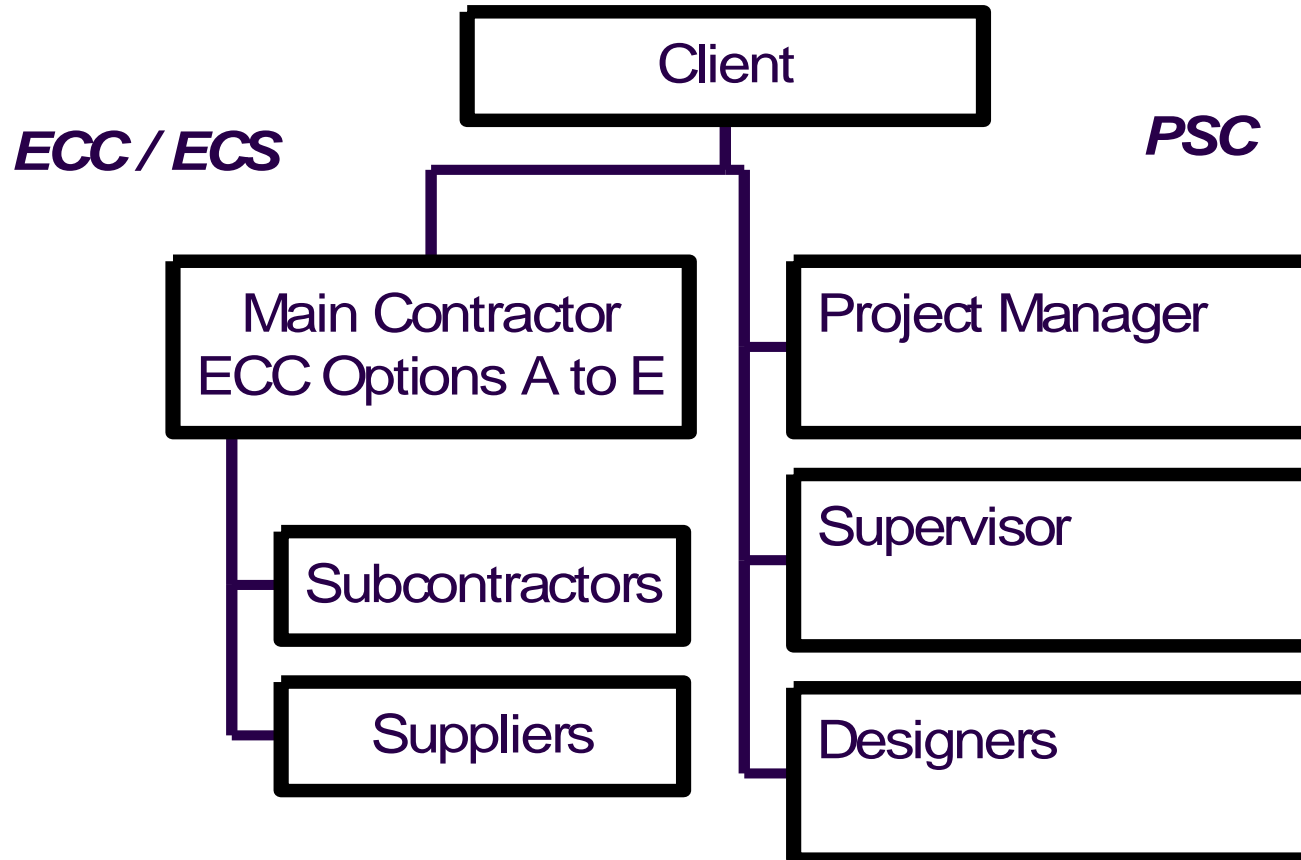 Client
ECC / ECS
PSC
Main Contractor
ECC Options A to E
Project Manager
Supervisor
Subcontractors
Suppliers
Designers